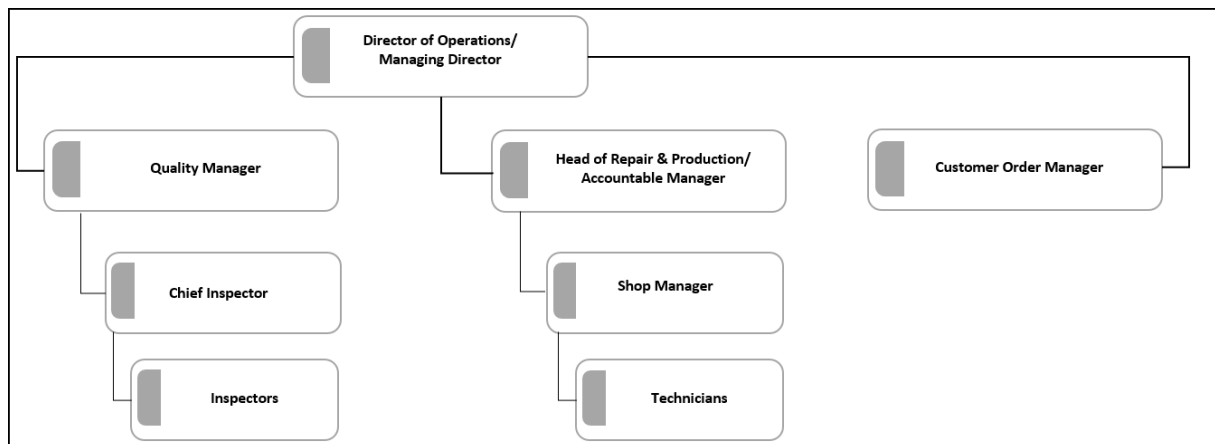 Director of Operations/
Managing Director
Quality Manager
Head of Repair & Production/
Accountable Manager
Customer Order Manager
Chief Inspector
Shop Manager
Inspectors
Technicians